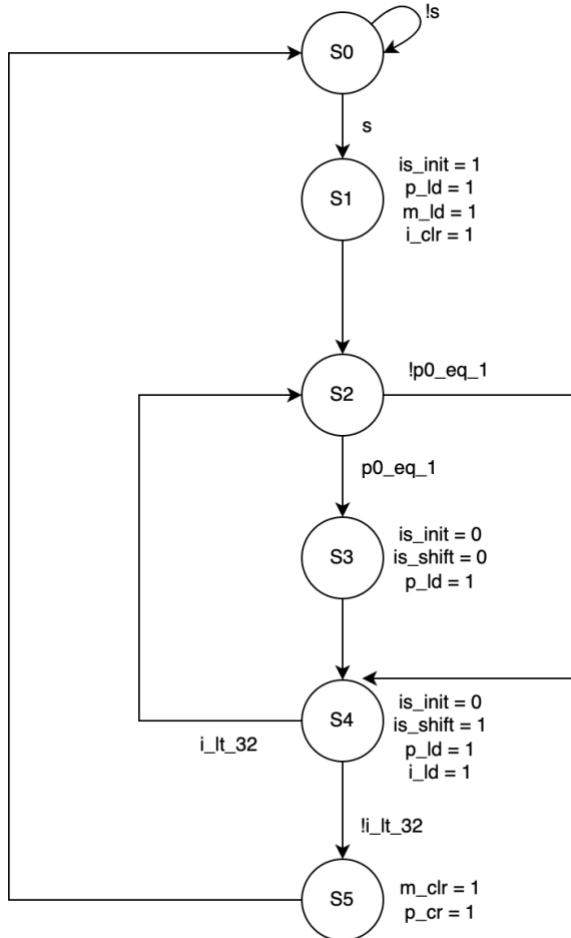 !s
S0
s
S1
is_init = 1
p_ld = 1
m_ld = 1
i_clr = 1
!p0_eq_1
S2
p0_eq_1
S3
is_init = 0
is_shift = 0
p_ld = 1
S4
is_init = 0
is_shift = 1
p_ld = 1
i_ld = 1
i_lt_32
!i_lt_32
S5
m_clr = 1
p_cr = 1